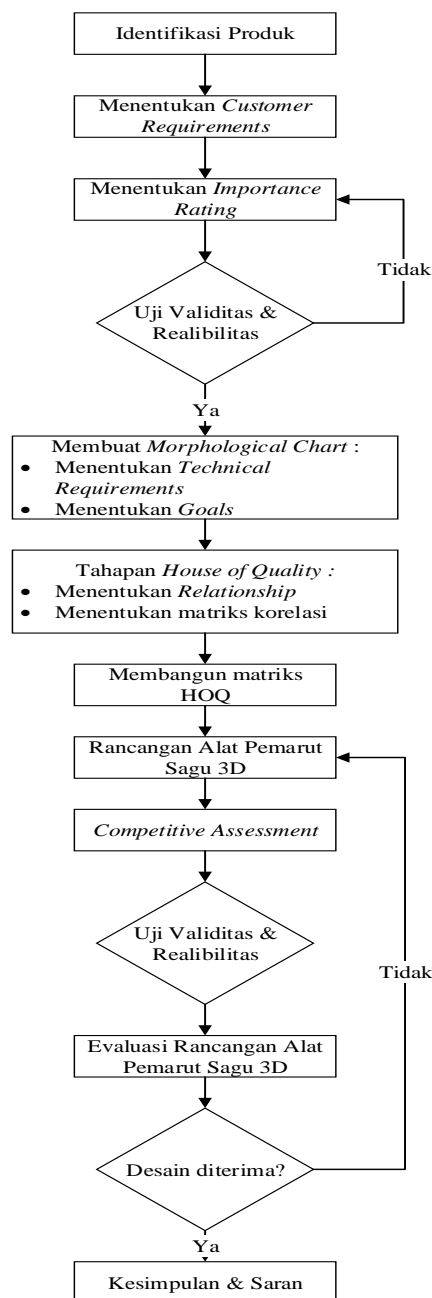 Identifikasi Produk
Menentukan Customer
Requirements
Menentukan Importance
Rating
Tidak
Uji Validitas &
Realibilitas
Ya
Membuat Morphological Chart :
• Menentukan Technical
Requirements
• Menentukan Goals
Tahapan House of Quality :
• Menentukan Relationship
• Menentukan matriks korelasi
Membangun matriks
HOQ
Rancangan Alat Pemarut
Sagu 3D
Competitive Assessment
Uji Validitas &
Realibilitas
Tidak
Evaluasi Rancangan Alat
Pemarut Sagu 3D
Desain diterima?
Ya
Kesimpulan & Saran